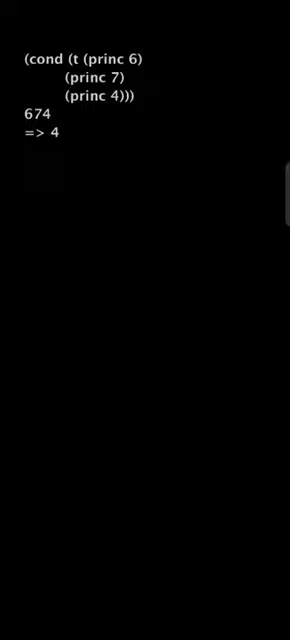 (cond (t (princ 6)
(princ 7)
(princ 4)))
674
=> 4